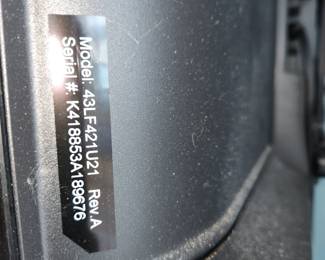 Model: 43LF421U21 Rev.A
Serial #: K418853A189676